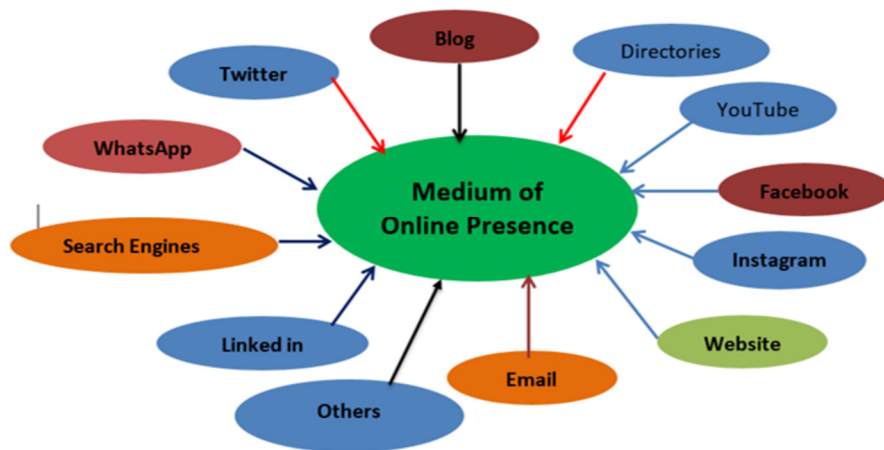 Blog
Directories
Twitter
YouTube
WhatsApp
Medium of
Online Presence
Facebook
Search Engines
Instagram
Linked in
Website
Email
Others